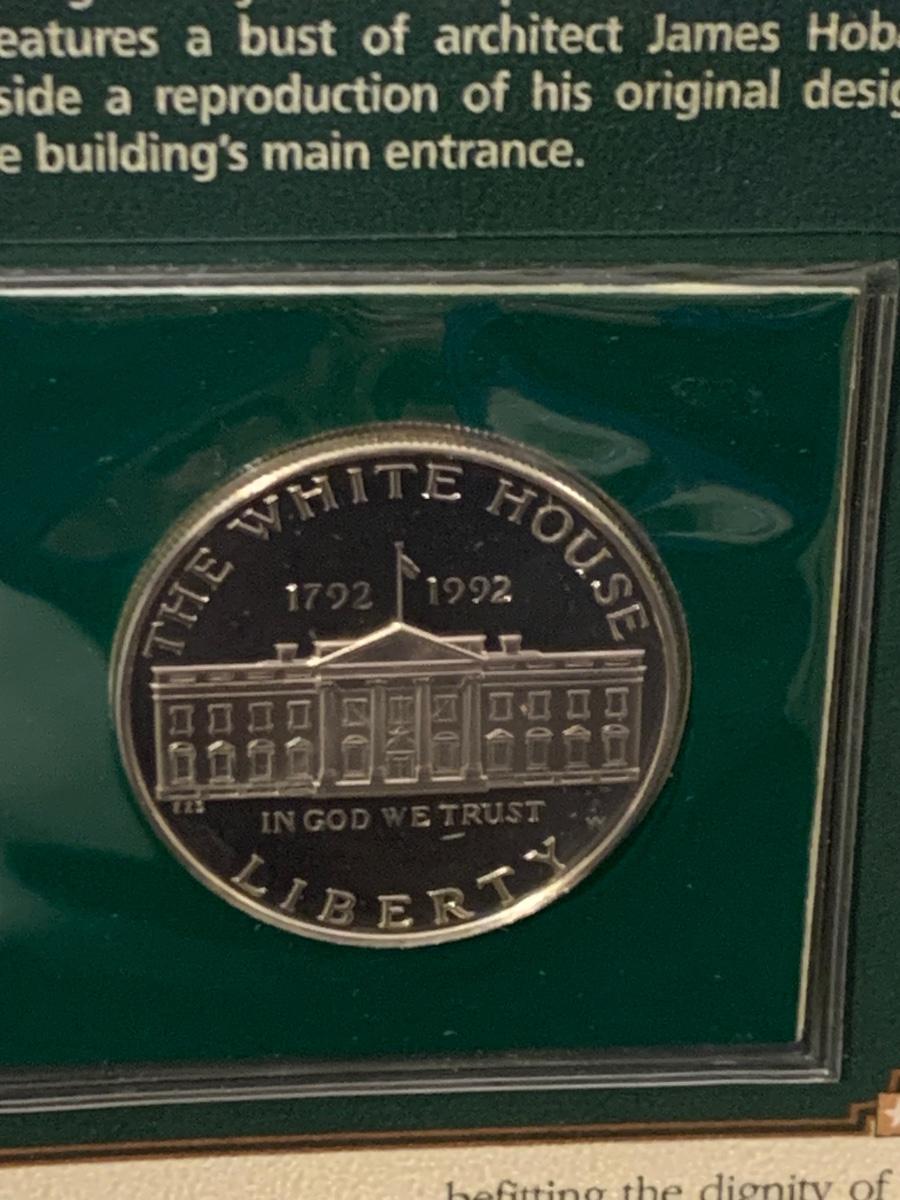 eatures a bust of architect James Hob
side a reproduction of his original desig
e building's main entrance.
THE WHITE HOUSE
1792 1992
IN GOD WE TRUST
W
LIBERTY
befitting the dignity of